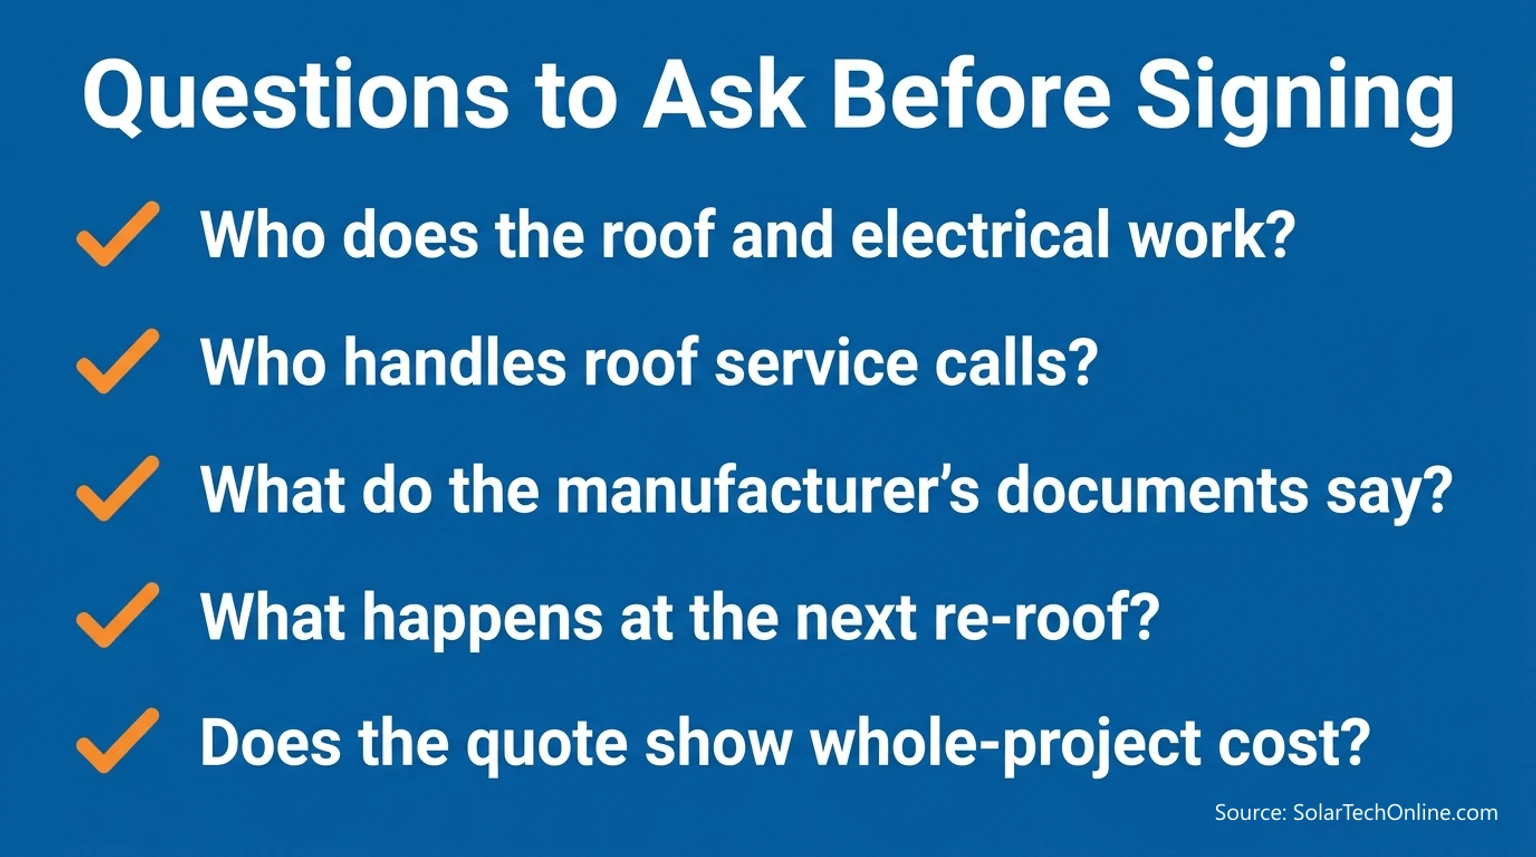 Questions to Ask Before Signing
Who does the roof and electrical work?
Who handles roof service calls?
What do the manufacturer’s documents say?
What happens at the next re-roof?
Does the quote show whole-project cost?
Source: SolarTechOnline.com